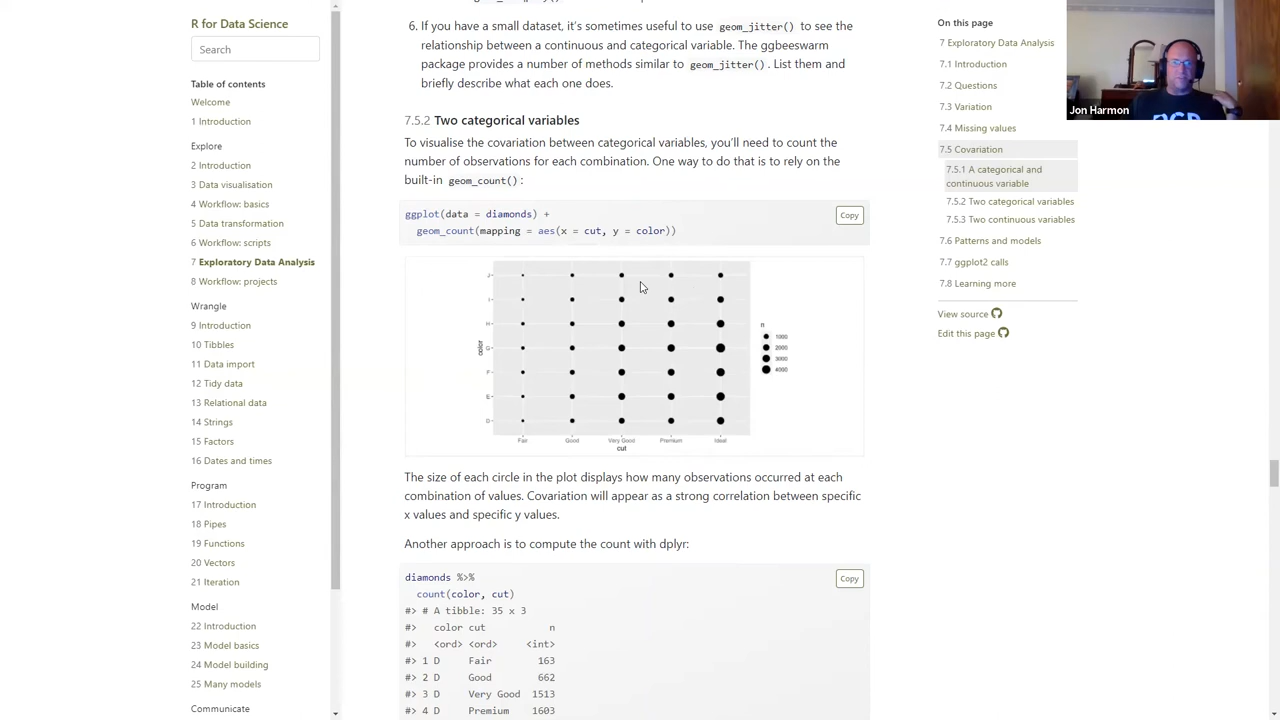 R for Data Science
Search
Table of contents
Welcome
1 Introduction
Explore
2 Introduction
3 Data visualisation
4 Workflow: basics
5 Data transformation
6 Workflow: scripts
7 Exploratory Data Analysis
8 Workflow: projects
Wrangle
9 Introduction
10 Tibbles
11 Data import
12 Tidy data
13 Relational data
14 Strings
15 Factors
16 Dates and times
Program
17 Introduction
18 Pipes
19 Functions
20 Vectors
21 Iteration
Model
22 Introduction
23 Model basics
24 Model building
25 Many models
Communicate
6. If you have a small dataset, it's sometimes useful to use geom_jitter() to see the
relationship between a continuous and categorical variable. The ggbeeswarm
package provides a number of methods similar to geom_jitter(). List them and
briefly describe what each one does.
7.5.2 Two categorical variables
To visualise the covariation between categorical variables, you'll need to count the
number of observations for each combination. One way to do that is to rely on the
built-in geom_count():
ggplot(data = diamonds) +
geom_count(mapping = aes(x = cut, y = color))
Copy
J
I
H
G
F
E
D
color
Fair Good Very Good Premium Ideal
cut
n
1000
2000
3000
4000
The size of each circle in the plot displays how many observations occurred at each
combination of values. Covariation will appear as a strong correlation between specific
x values and specific y values.
Another approach is to compute the count with dplyr:
diamonds %>%
count(color, cut)
#> # A tibble: 35 x 3
#> color cut n
#> <ord> <ord> <int>
#> 1 D Fair 163
#> 2 D Good 662
#> 3 D Very Good 1513
#> 4 D Premium 1603
Copy
On this page
7 Exploratory Data Analysis
7.1 Introduction
7.2 Questions
7.3 Variation
7.4 Missing values
7.5 Covariation
7.5.1 A categorical and
continuous variable
7.5.2 Two categorical variables
7.5.3 Two continuous variables
7.6 Patterns and models
7.7 ggplot2 calls
7.8 Learning more
View source
Edit this page
Jon Harmon